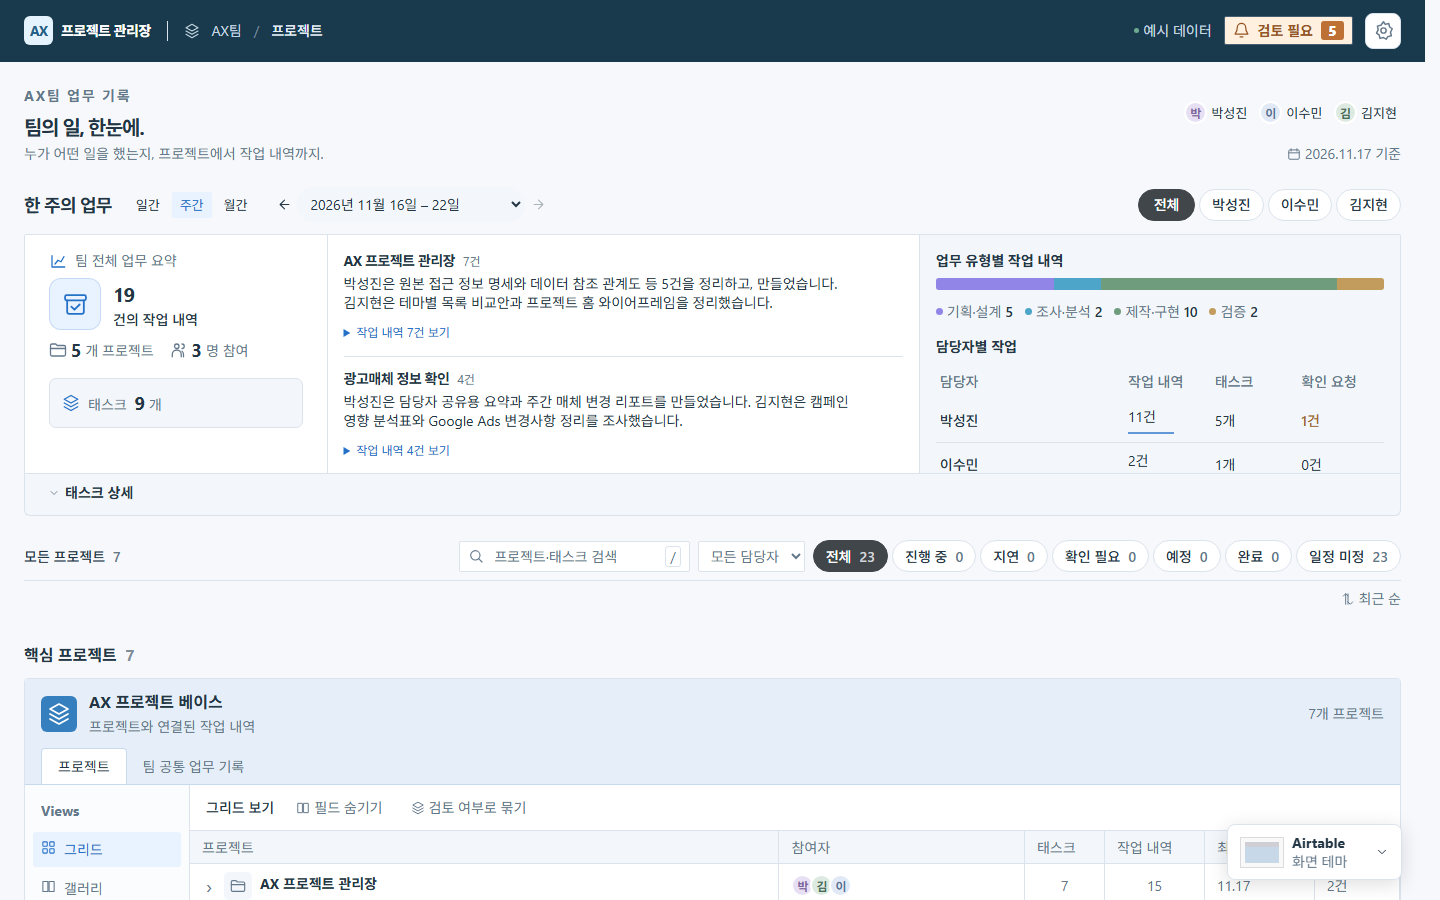 AX 프로젝트 관리장 AX팀 / 프로젝트 예시 데이터 검토 필요 5
AX팀 업무 기록
팀의 일, 한눈에.
누가 어떤 일을 했는지, 프로젝트에서 작업 내역까지.
박 박성진 이 이수민 김 김지현
2026.11.17 기준
한 주의 업무 일간 주간 월간 ← 2026년 11월 16일 – 22일 → 전체 박성진 이수민 김지현
팀 전체 업무 요약
19
건의 작업 내역
5 개 프로젝트 3 명 참여
태스크 9 개
AX 프로젝트 관리장 7건
박성진은 원본 접근 정보 명세와 데이터 참조 관계도 등 5건을 정리하고, 만들었습니다.
김지현은 테마별 목록 비교안과 프로젝트 홈 와이어프레임을 정리했습니다.
▶ 작업 내역 7건 보기
광고매체 정보 확인 4건
박성진은 담당자 공유용 요약과 주간 매체 변경 리포트를 만들었습니다. 김지현은 캠페인
영향 분석표와 Google Ads 변경사항 정리를 조사했습니다.
▶ 작업 내역 4건 보기
업무 유형별 작업 내역
기획·설계 5 조사·분석 2 제작·구현 10 검증 2
담당자별 작업
담당자 작업 내역 태스크 확인 요청
박성진 11건 5개 1건
이수민 2건 1개 0건
태스크 상세
모든 프로젝트 7 프로젝트·태스크 검색 / 모든 담당자 전체 23 진행 중 0 지연 0 확인 필요 0 예정 0 완료 0 일정 미정 23
최근 순
핵심 프로젝트 7
AX 프로젝트 베이스
프로젝트와 연결된 작업 내역
7개 프로젝트
프로젝트 팀 공통 업무 기록
Views
그리드
갤러리
그리드 보기 필드 숨기기 검토 여부로 묶기
프로젝트 참여자 태스크 작업 내역 최
AX 프로젝트 관리장 박 김 이 7 15 11.17 2건
Airtable
화면 테마